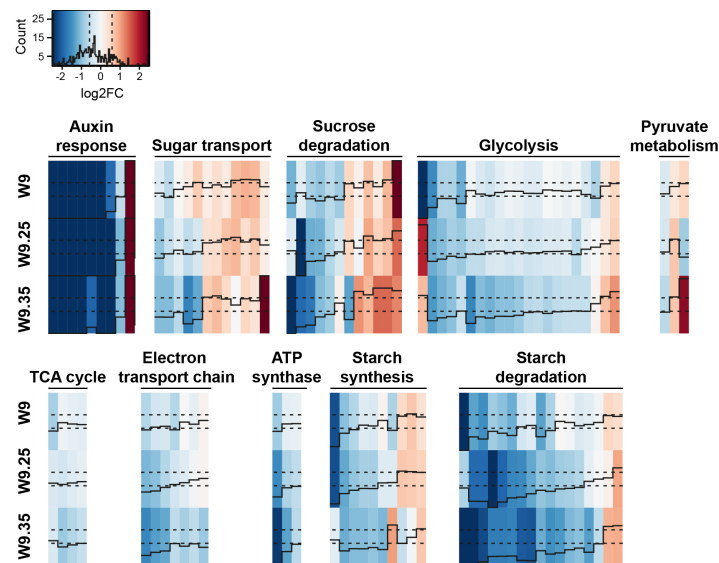 Count
25
15
5
-2 -1 0 1 2
log2FC
Auxin
response
Sugar transport
Sucrose
degradation
Glycolysis
Pyruvate
metabolism
W9
W9.25
W9.35
TCA cycle
Electron
transport chain
ATP
synthase
Starch
synthesis
Starch
degradation
W9
W9.25
W9.35